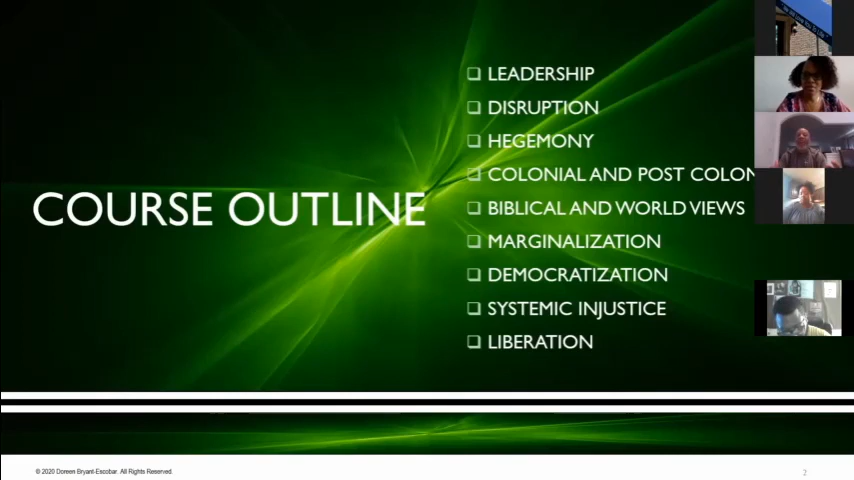 COURSE OUTLINE
LEADERSHIP
DISRUPTION
HEGEMONY
COLONIAL AND POST COLON
BIBLICAL AND WORLD VIEWS
MARGINALIZATION
DEMOCRATIZATION
SYSTEMIC INJUSTICE
LIBERATION
© 2020 Doreen Bryant-Escobar. All Rights Reserved
2